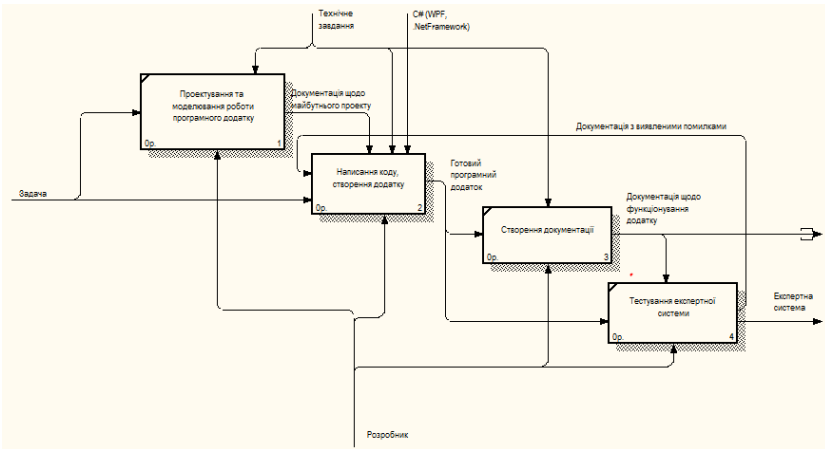 Технічне
завдання
C# (WPF,
.NetFramework)
Проектування та
моделювання роботи
програмного додатку
0р.
1
Документація щодо
майбутнього проекту
Документація з виявленими помилками
Написання коду,
створення додатку
0р.
2
Готовий
програмний
додаток
Задача
Документація щодо
функціонування
додатку
Створення документації
0р.
3
*
Тестування експертної
системи
0р.
4
Експертна
система
Розробник